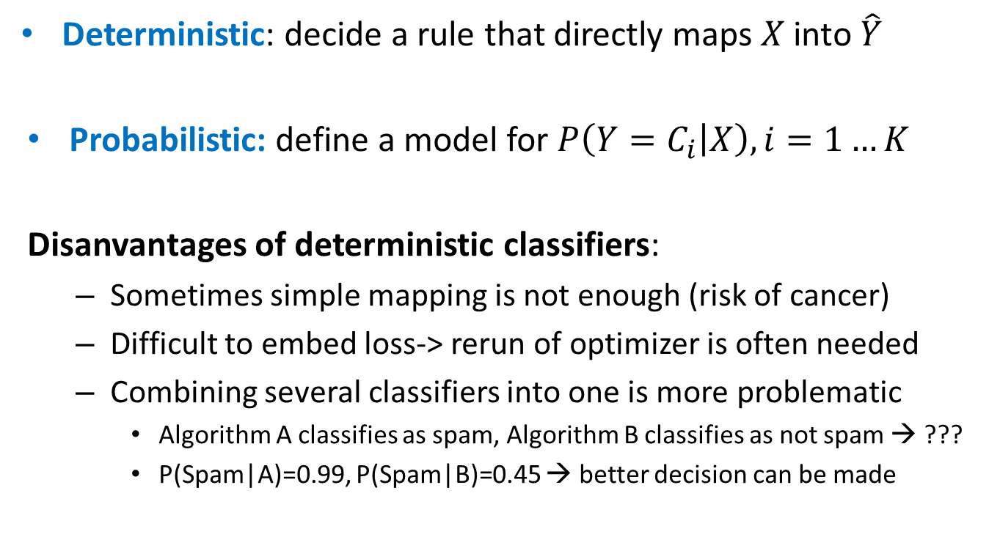 • Deterministic: decide a rule that directly maps X into Ŷ
• Probabilistic: define a model for P(Y = Cᵢ|X), i = 1 … K
Disanvantages of deterministic classifiers:
– Sometimes simple mapping is not enough (risk of cancer)
– Difficult to embed loss-> rerun of optimizer is often needed
– Combining several classifiers into one is more problematic
• Algorithm A classifies as spam, Algorithm B classifies as not spam → ???
• P(Spam|A)=0.99, P(Spam|B)=0.45 → better decision can be made